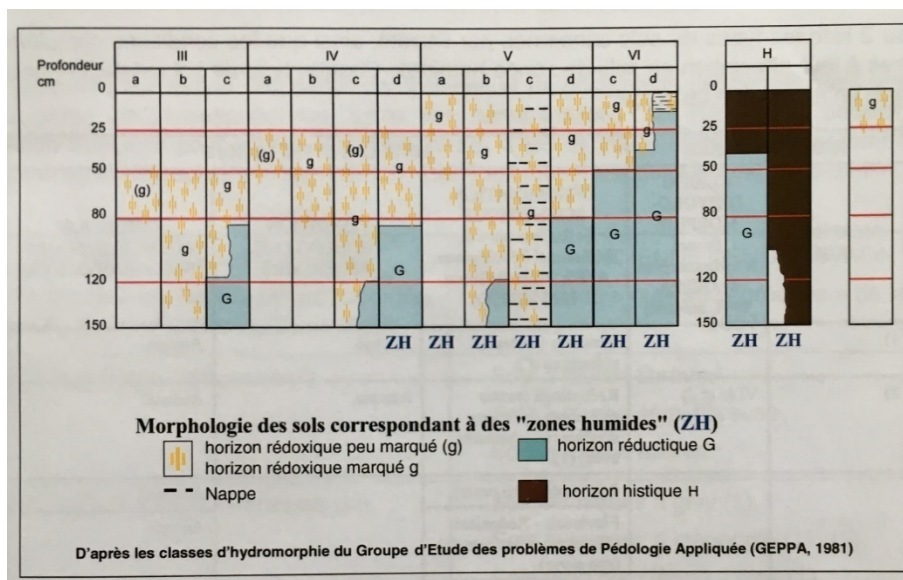 Profondeur
cm
III IV V VI H
a b c a b c d a b c d c d
0 0
25 25
50 50
80 80
120 120
150 150
(g) g g G (g) g (g) g g G g g g g G g G g G G g
ZH ZH ZH ZH ZH ZH ZH ZH ZH
Morphologie des sols correspondant à des "zones humides" (ZH)
horizon rédoxique peu marqué (g)
horizon rédoxique marqué g
horizon réductique G
Nappe
horizon histique H
D'après les classes d'hydromorphie du Groupe d'Etude des problèmes de Pédologie Appliquée (GEPPA, 1981)